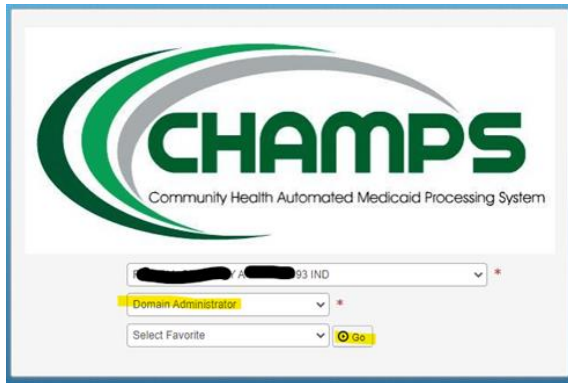 CHAMPS
Community Health Automated Medicaid Processing System
93 IND *
Domain Administrator *
Select Favorite Go